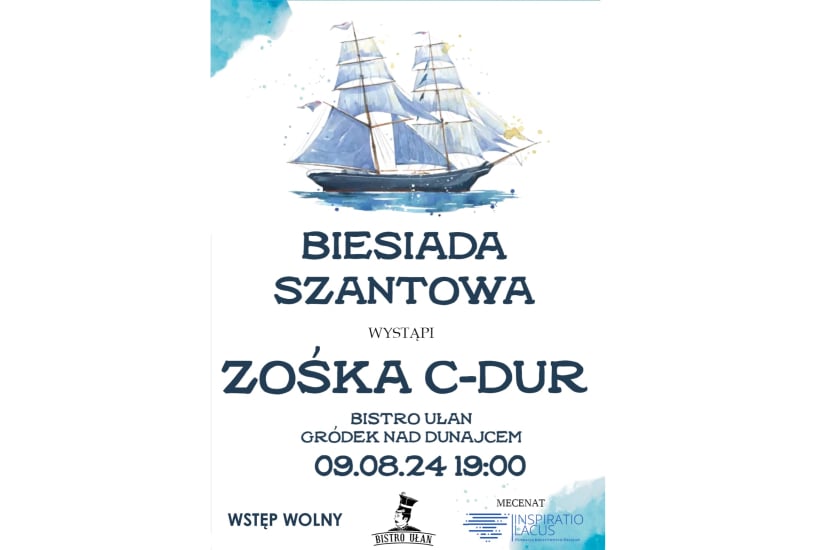 BIESIADA
SZANTOWA
WYSTĄPI
ZOŚKA C-DUR
BISTRO UŁAN
GRÓDEK NAD DUNAJCEM
09.08.24 19:00
WSTĘP WOLNY
BISTRO UŁAN
MECENAT
INSPIRATIO
LACUS